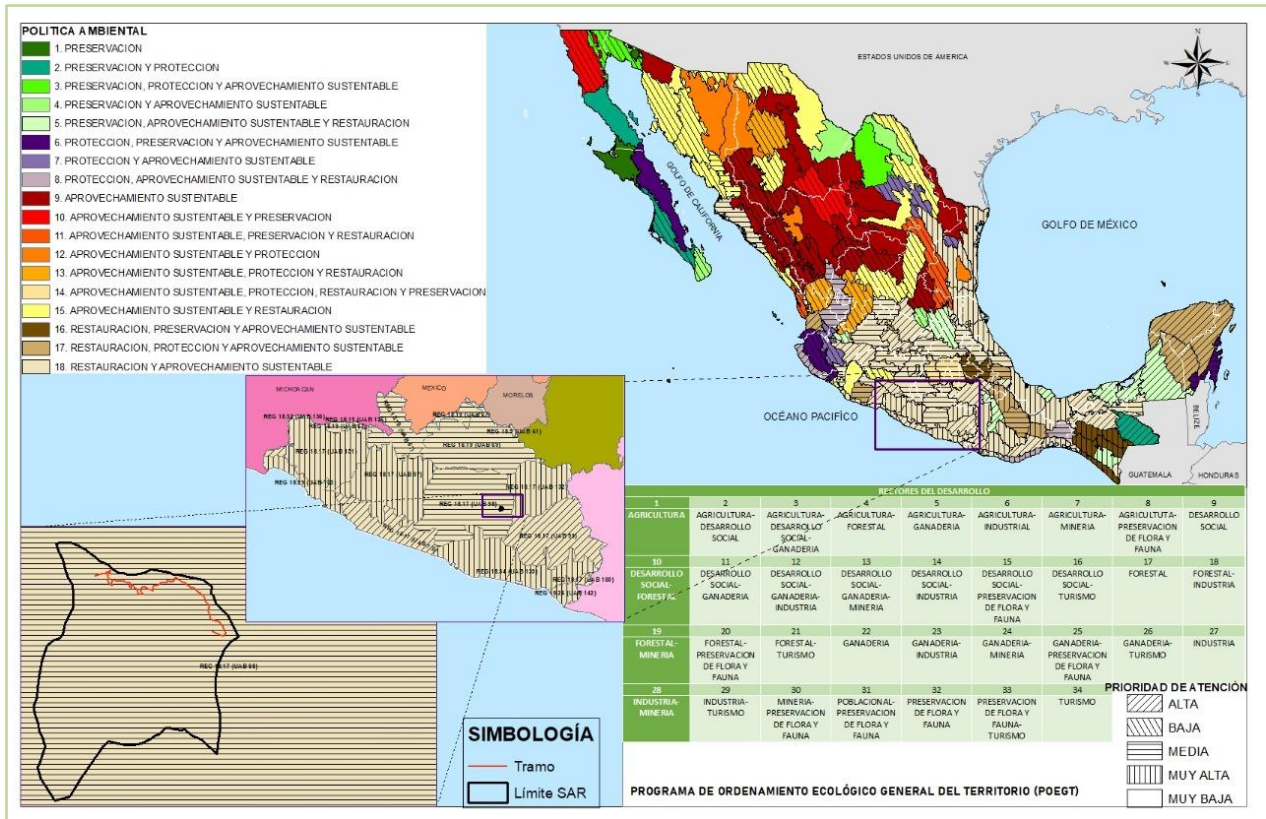 POLITICA AMBIENTAL
1. PRESERVACION
2. PRESERVACION Y PROTECCION
3. PRESERVACION, PROTECCION Y APROVECHAMIENTO SUSTENTABLE
4. PRESERVACION Y APROVECHAMIENTO SUSTENTABLE
5. PRESERVACION, APROVECHAMIENTO SUSTENTABLE Y RESTAURACION
6. PROTECCION, PRESERVACION Y APROVECHAMIENTO SUSTENTABLE
7. PROTECCION Y APROVECHAMIENTO SUSTENTABLE
8. PROTECCION, APROVECHAMIENTO SUSTENTABLE Y RESTAURACION
9. APROVECHAMIENTO SUSTENTABLE
10. APROVECHAMIENTO SUSTENTABLE Y PRESERVACION
11. APROVECHAMIENTO SUSTENTABLE, PRESERVACION Y RESTAURACION
12. APROVECHAMIENTO SUSTENTABLE Y PROTECCION
13. APROVECHAMIENTO SUSTENTABLE, PROTECCION Y RESTAURACION
14. APROVECHAMIENTO SUSTENTABLE, PROTECCION, RESTAURACION Y PRESERVACION
15. APROVECHAMIENTO SUSTENTABLE Y RESTAURACION
16. RESTAURACION, PRESERVACION Y APROVECHAMIENTO SUSTENTABLE
17. RESTAURACION, PROTECCION Y APROVECHAMIENTO SUSTENTABLE
18. RESTAURACION Y APROVECHAMIENTO SUSTENTABLE
ESTADOS UNIDOS DE ÁMERICA
N
GOLFO DE CALIFORNIA
GOLFO DE MÉXICO
OCÉANO PACIFÍCO
BELIZE
GUATEMALA
HONDURAS
MICHOACAN
MEXICO
MORELOS
REG 18.17 (UAB 98)
REG 18.17 (UAB 98)
RECTORES DEL DESARROLLO
1 2 3 4 5 6 7 8 9
AGRICULTURA
AGRICULTURA-
DESARROLLO
SOCIAL
AGRICULTURA-
DESARROLLO
SOCIAL-
GANADERIA
AGRICULTURA-
FORESTAL
AGRICULTURA-
GANADERIA
AGRICULTURA-
INDUSTRIAL
AGRICULTURA-
MINERIA
AGRICULTUTA-
PRESERVACION
DE FLORA Y
FAUNA
DESARROLLO
SOCIAL
10 11 12 13 14 15 16 17 18
DESARROLLO
SOCIAL-
FORESTAL
DESARROLLO
SOCIAL-
GANADERIA
DESARROLLO
SOCIAL-
GANADERIA-
INDUSTRIA
DESARROLLO
SOCIAL-
GANADERIA-
MINERIA
DESARROLLO
SOCIAL-
INDUSTRIA
DESARROLLO
SOCIAL-
PRESERVACION
DE FLORA Y
FAUNA
DESARROLLO
SOCIAL-
TURISMO
FORESTAL
FORESTAL-
INDUSTRIA
19 20 21 22 23 24 25 26 27
FORESTAL-
MINERIA
FORESTAL-
PRESERVACION
DE FLORA Y
FAUNA
FORESTAL-
TURISMO
GANADERIA
GANADERIA-
INDUSTRIA
GANADERIA-
MINERIA
GANADERIA-
PRESERVACION
DE FLORA Y
FAUNA
GANADERIA-
TURISMO
INDUSTRIA
28 29 30 31 32 33 34
INDUSTRIA-
MINERIA
INDUSTRIA-
TURISMO
MINERIA-
PRESERVACION
DE FLORA Y
FAUNA
POBLACIONAL-
PRESERVACION
DE FLORA Y
FAUNA
PRESERVACION
DE FLORA Y
FAUNA
PRESERVACION
DE FLORA Y
FAUNA-
TURISMO
TURISMO
PRIORIDAD DE ATENCIÓN
ALTA
BAJA
MEDIA
MUY ALTA
MUY BAJA
SIMBOLOGÍA
Tramo
Límite SAR
PROGRAMA DE ORDENAMIENTO ECOLÓGICO GENERAL DEL TERRITORIO (POEGT)